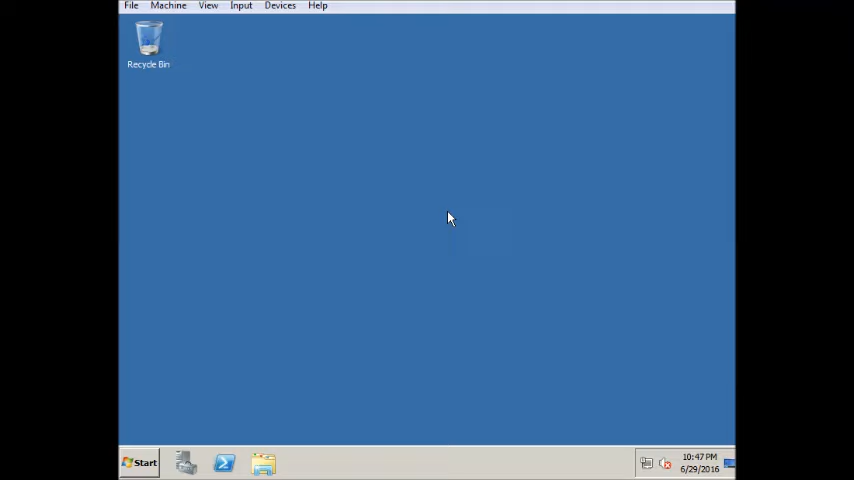 File Machine View Input Devices Help
Recycle Bin
Start
10:47 PM
6/29/2016